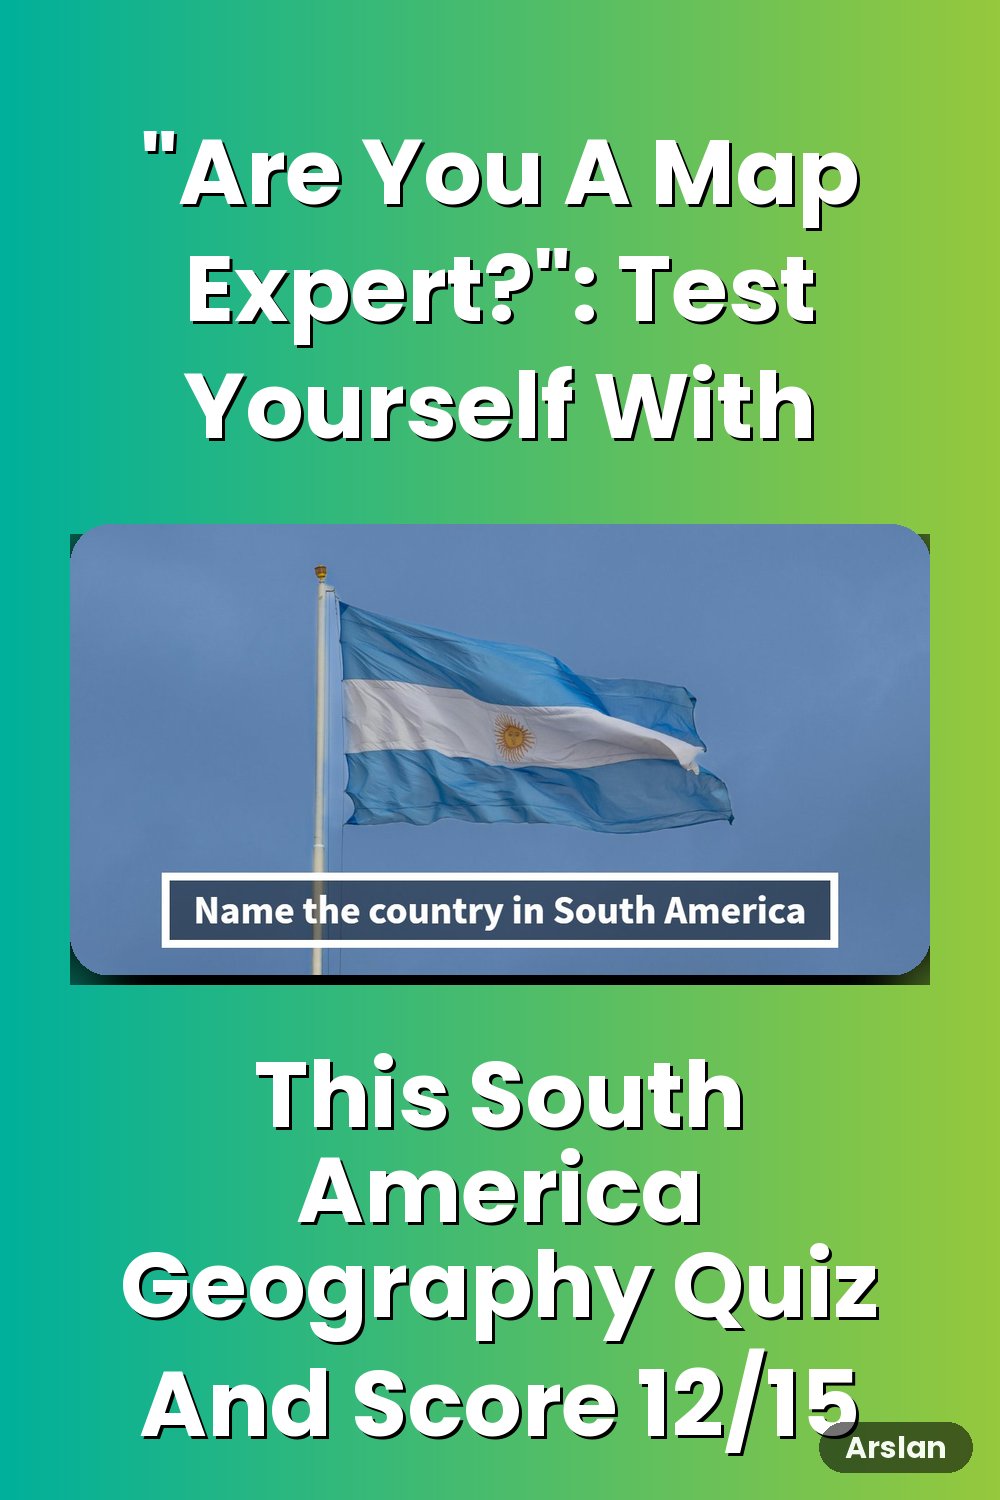 "Are You A Map
Expert?": Test
Yourself With
Name the country in South America
This South
America
Geography Quiz
And Score 12/15
Arslan